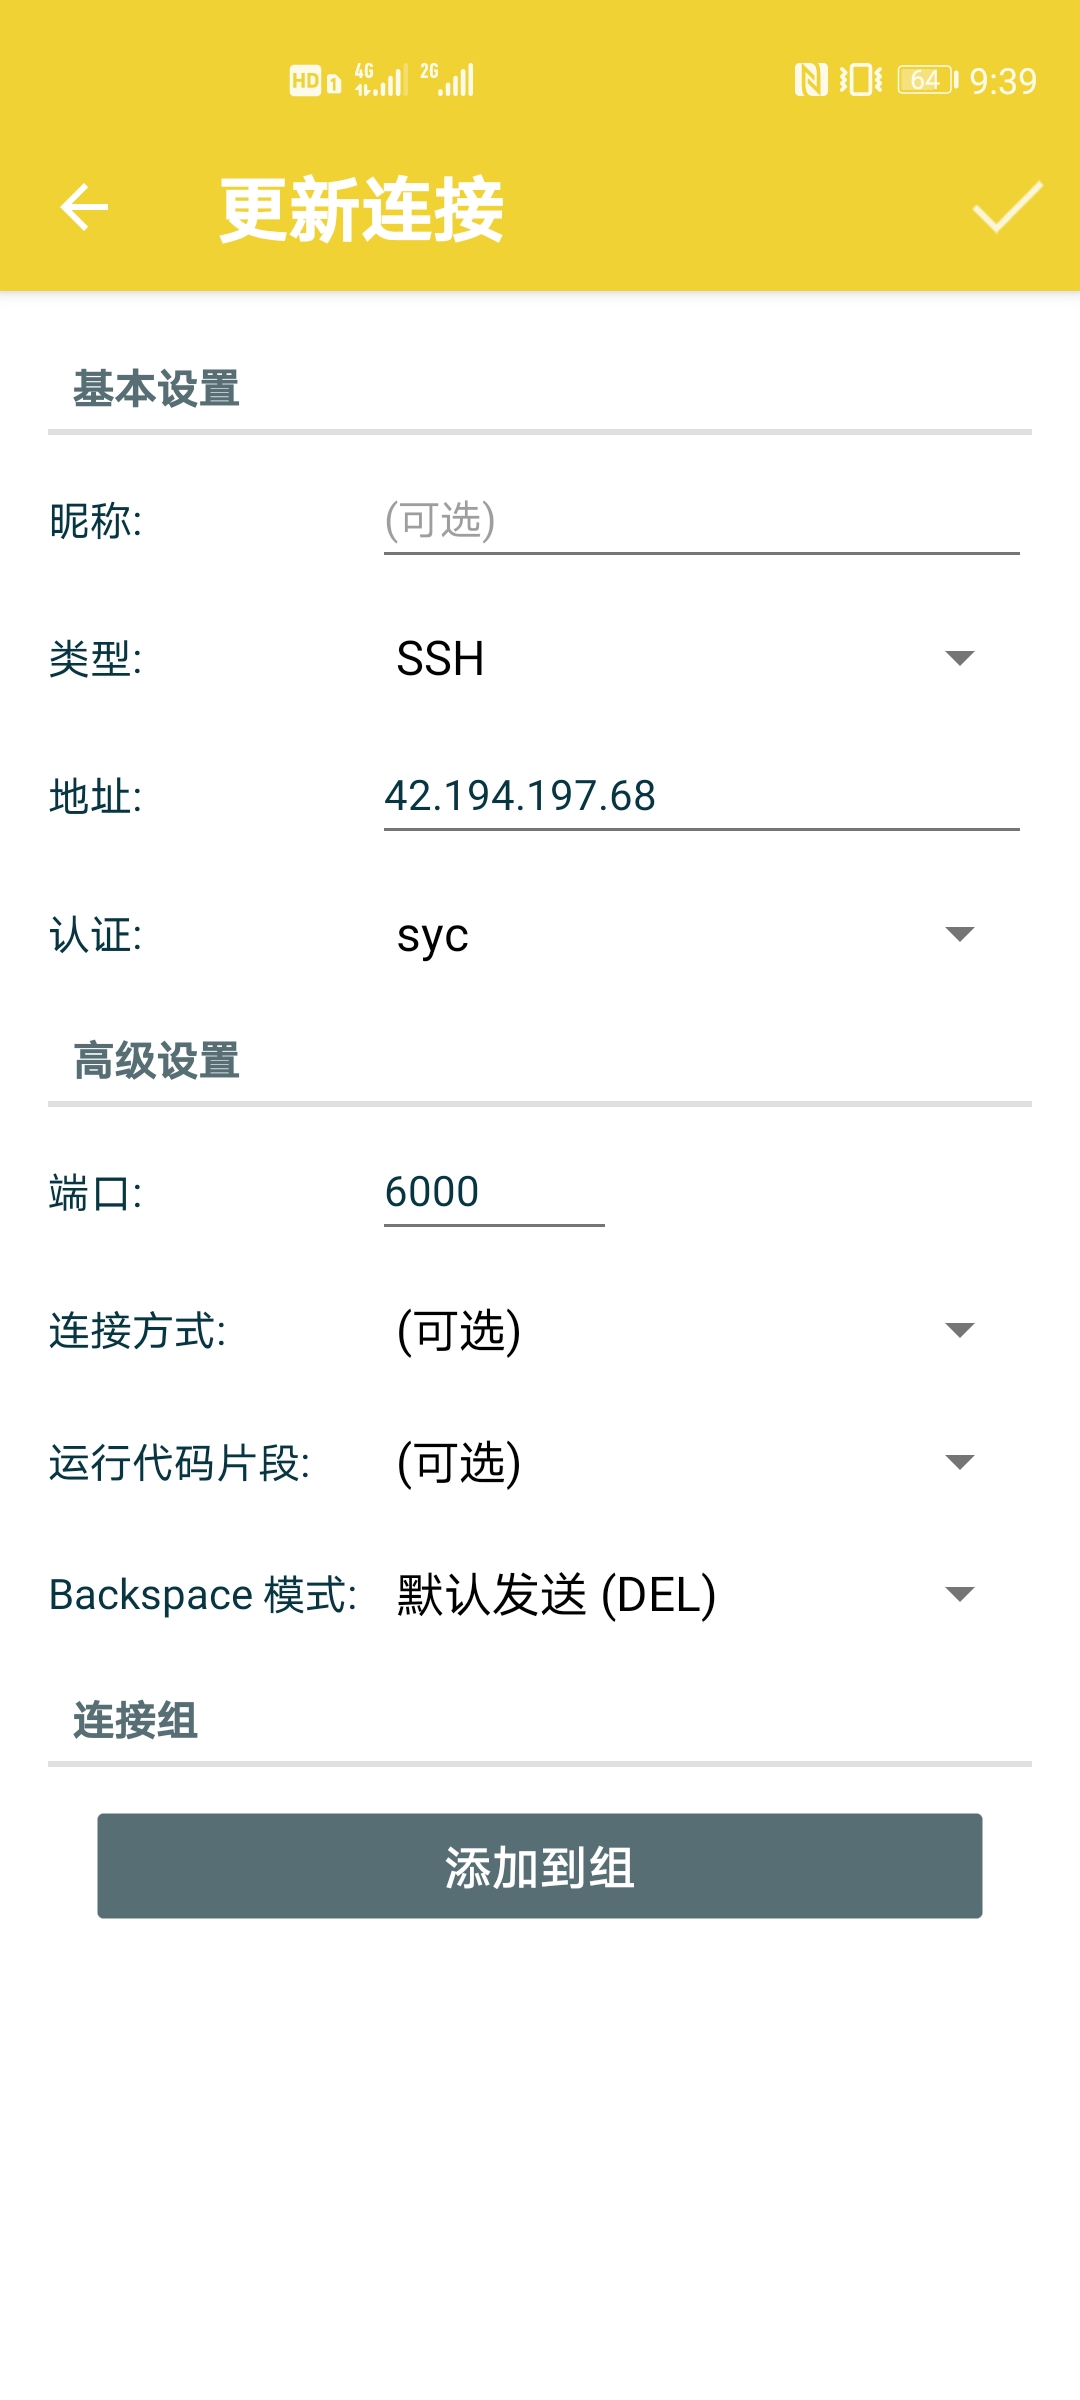 HD 1 4G 2G 64 9:39
更新连接
基本设置
昵称: (可选)
类型: SSH
地址: 42.194.197.68
认证: syc
高级设置
端口: 6000
连接方式: (可选)
运行代码片段: (可选)
Backspace 模式: 默认发送 (DEL)
连接组
添加到组